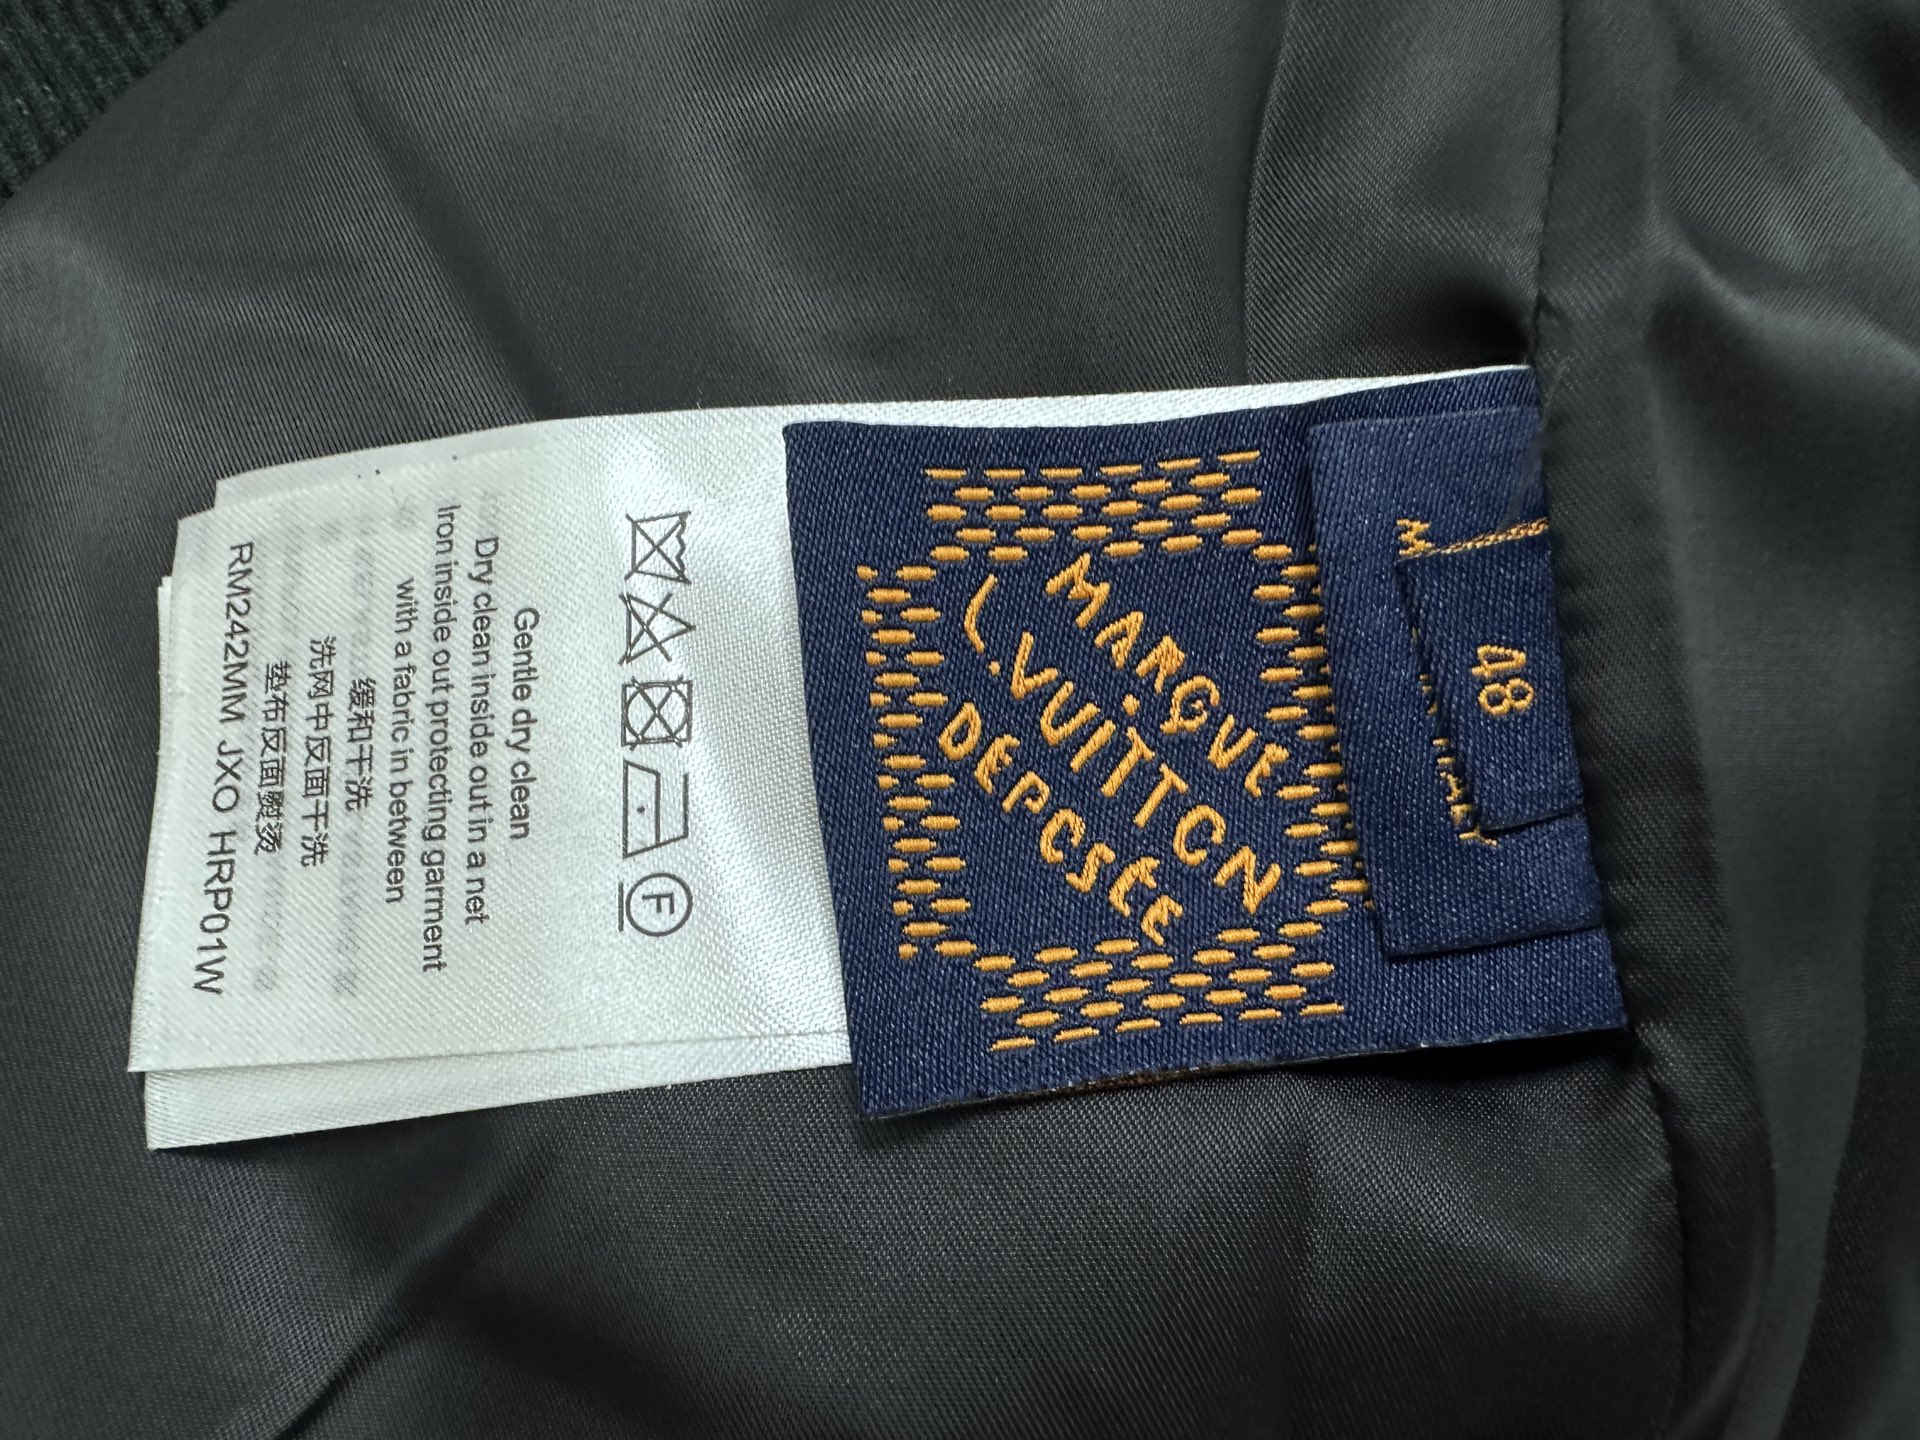 48
MARQUE
L.VUITTON
DÉPOSÉE
Gentle dry clean
Dry clean inside out in a net
Iron inside out protecting garment
with a fabric in between
缓和干洗
洗网中反面干洗
垫布反面熨烫
RM242MM JXO HRP01W
F